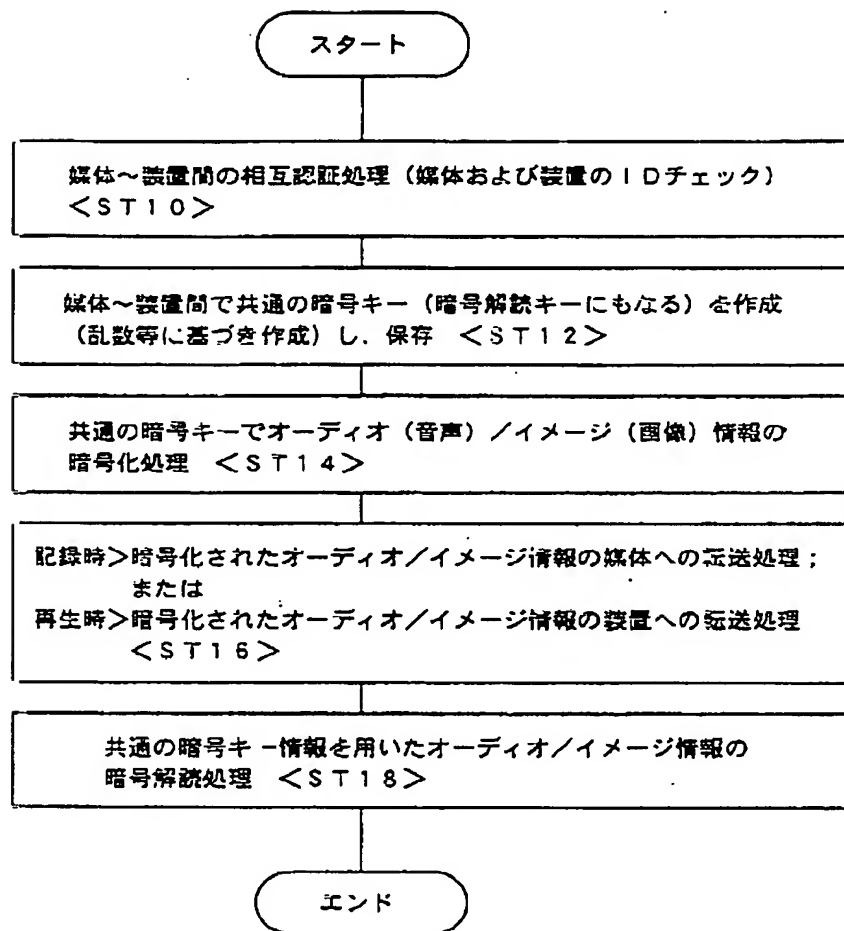 スタート
媒体～装置間の相互認証処理（媒体および装置のＩＤチェック）
＜ＳＴ１０＞
媒体～装置間で共通の暗号キー（暗号解読キーにもなる）を作成
（乱数等に基づき作成）し，保存 ＜ＳＴ１２＞
共通の暗号キーでオーディオ（音声）／イメージ（画像）情報の
暗号化処理 ＜ＳＴ１４＞
記録時＞暗号化されたオーディオ／イメージ情報の媒体への転送処理；
または
再生時＞暗号化されたオーディオ／イメージ情報の装置への転送処理
＜ＳＴ１６＞
共通の暗号キー情報を用いたオーディオ／イメージ情報の
暗号解読処理 ＜ＳＴ１８＞
エンド